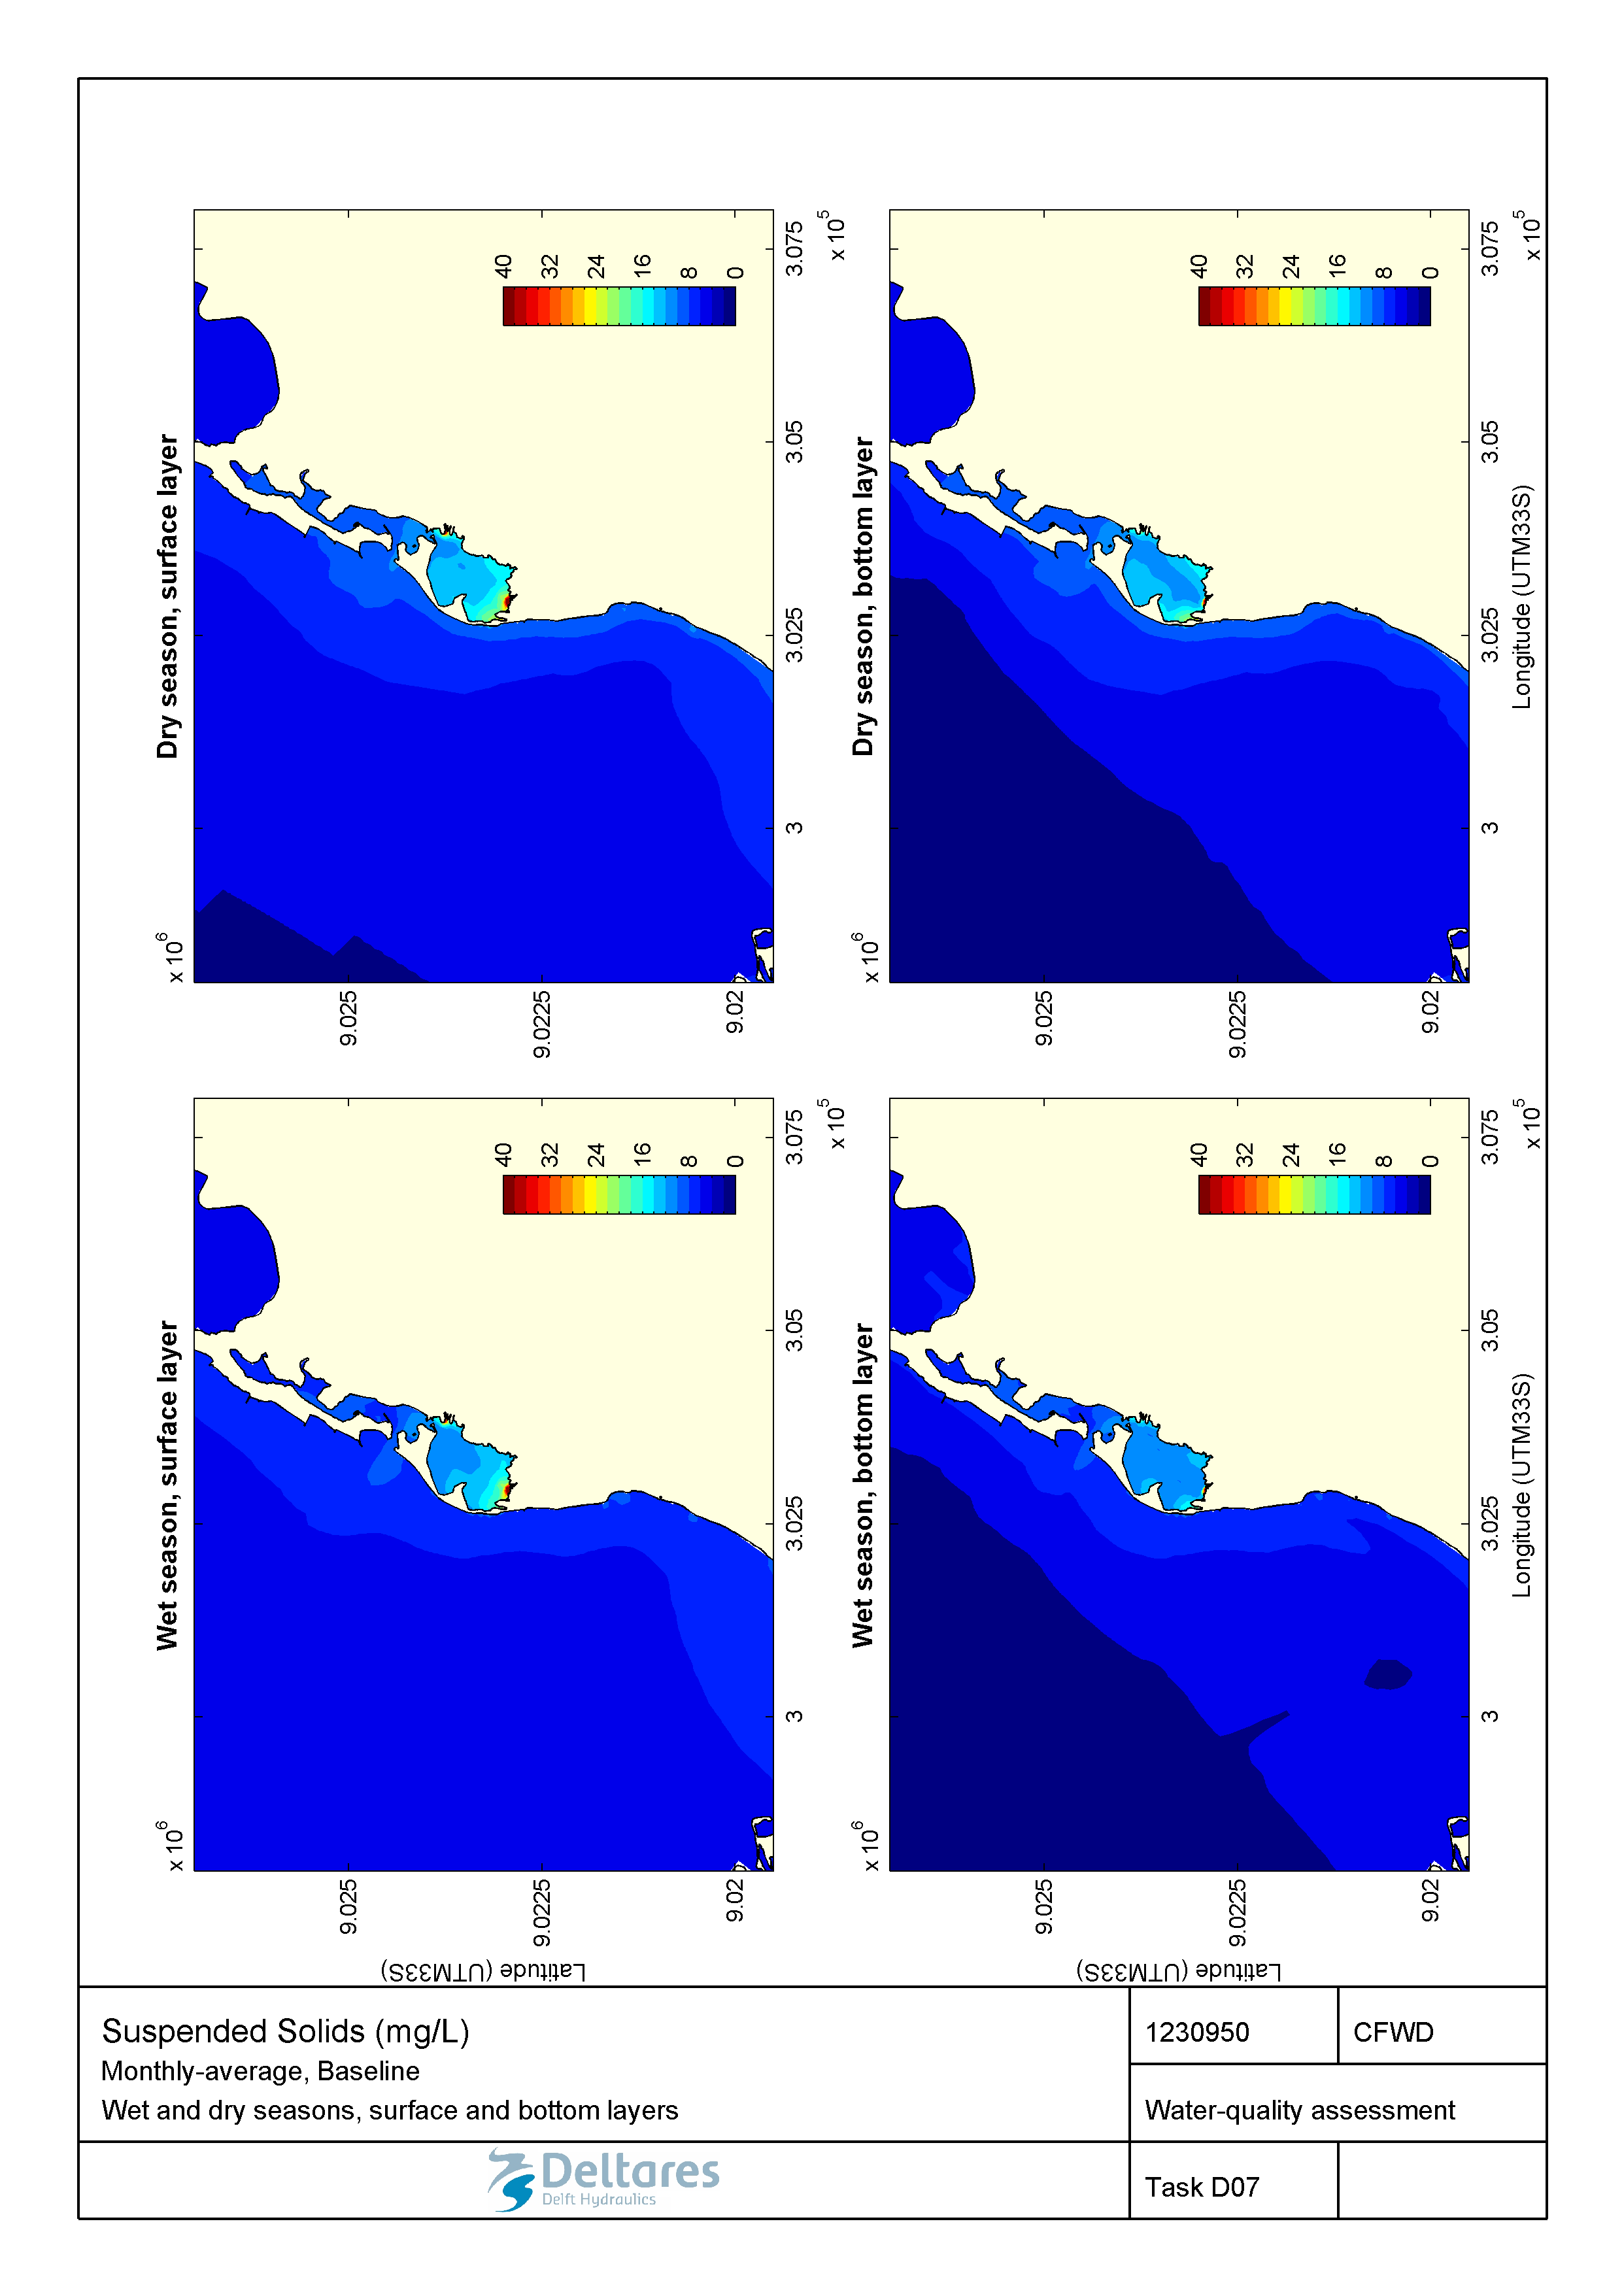 Dry season, surface layer
x 10^6
9.025
9.0225
9.02
3
3.025
3.05
3.075
x 10^5
40
32
24
16
8
0
Dry season, bottom layer
x 10^6
9.025
9.0225
9.02
3
3.025
3.05
3.075
x 10^5
Longitude (UTM33S)
40
32
24
16
8
0
Wet season, surface layer
x 10^6
9.025
9.0225
9.02
Latitude (UTM33S)
3
3.025
3.05
3.075
x 10^5
40
32
24
16
8
0
Wet season, bottom layer
x 10^6
9.025
9.0225
9.02
Latitude (UTM33S)
3
3.025
3.05
3.075
x 10^5
Longitude (UTM33S)
40
32
24
16
8
0
Suspended Solids (mg/L)
Monthly-average, Baseline
Wet and dry seasons, surface and bottom layers
1230950
CFWD
Water-quality assessment
Deltares
Delft Hydraulics
Task D07